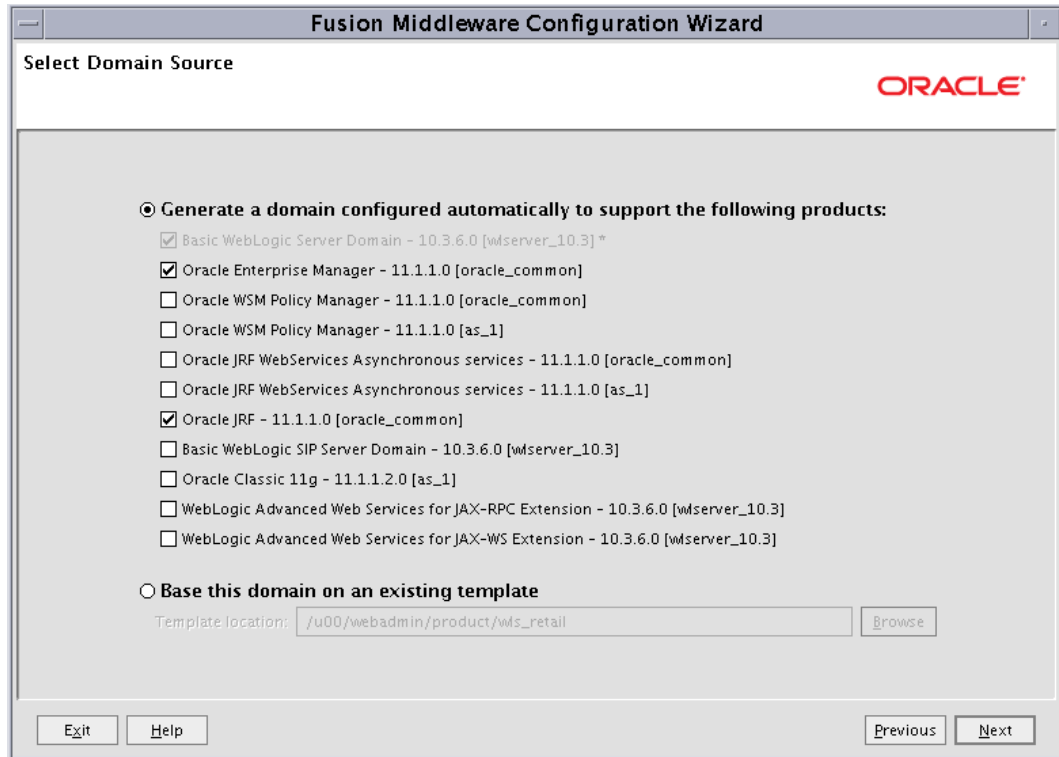 Fusion Middleware Configuration Wizard
Select Domain Source
ORACLE
Generate a domain configured automatically to support the following products:
Basic WebLogic Server Domain - 10.3.6.0 [wlserver_10.3] *
Oracle Enterprise Manager - 11.1.1.0 [oracle_common]
Oracle WSM Policy Manager - 11.1.1.0 [oracle_common]
Oracle WSM Policy Manager - 11.1.1.0 [as_1]
Oracle JRF WebServices Asynchronous services - 11.1.1.0 [oracle_common]
Oracle JRF WebServices Asynchronous services - 11.1.1.0 [as_1]
Oracle JRF - 11.1.1.0 [oracle_common]
Basic WebLogic SIP Server Domain - 10.3.6.0 [wlserver_10.3]
Oracle Classic 11g - 11.1.1.2.0 [as_1]
WebLogic Advanced Web Services for JAX-RPC Extension - 10.3.6.0 [wlserver_10.3]
WebLogic Advanced Web Services for JAX-WS Extension - 10.3.6.0 [wlserver_10.3]
Base this domain on an existing template
Template location: /u00/webadmin/product/wls_retail Browse
Exit Help Previous Next